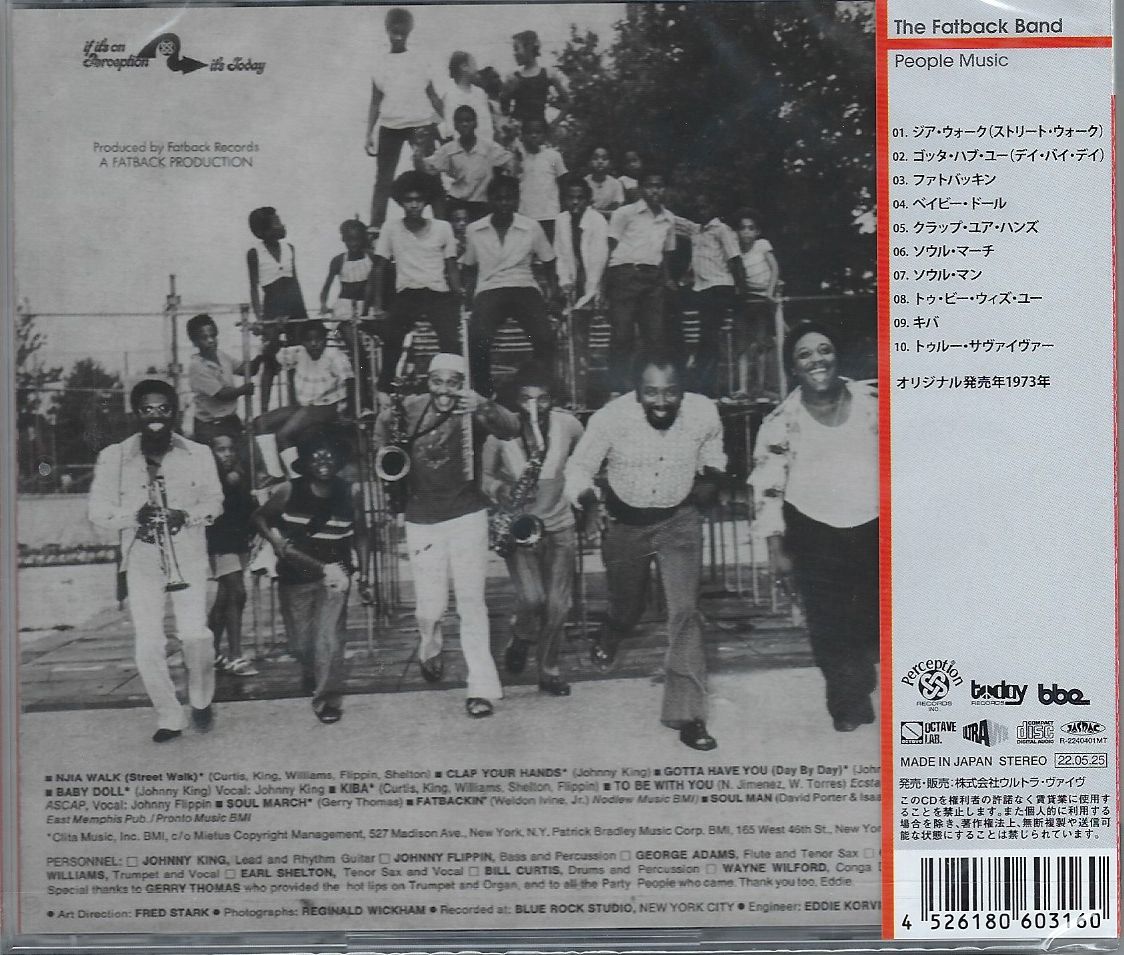 if it's on
Perception
it's Today
Produced by Fatback Records
A FATBACK PRODUCTION
■ NJIA WALK (Street Walk)* (Curtis, King, Williams, Flippin, Shelton) ■ CLAP YOUR HANDS* (Johnny King) ■ GOTTA HAVE YOU (Day By Day)* (John
■ BABY DOLL* (Johnny King) Vocal: Johnny King ■ KIBA* (Curtis, King, Williams, Shelton, Flippin) ■ TO BE WITH YOU (N. Jimenez, W. Torres) Ecsta
ASCAP, Vocal: Johnny Flippin ■ SOUL MARCH* (Gerry Thomas) ■ FATBACKIN' (Weldon Ivine, Jr.) Nodlew Music BMI) ■ SOUL MAN (David Porter & Isaa
East Memphis Pub. / Pronto Music BMI
*Clita Music, Inc. BMI, c/o Mietus Copyright Management, 527 Madison Ave., New York, N.Y. Patrick Bradley Music Corp. BMI, 165 West 46th St., New Yor
PERSONNEL: □ JOHNNY KING, Lead and Rhythm Guitar □ JOHNNY FLIPPIN, Bass and Percussion □ GEORGE ADAMS, Flute and Tenor Sax □
WILLIAMS, Trumpet and Vocal □ EARL SHELTON, Tenor Sax and Vocal □ BILL CURTIS, Drums and Percussion □ WAYNE WILFORD, Conga
Special thanks to GERRY THOMAS who provided the hot lips on Trumpet and Organ, and to all the Party People who came. Thank you too, Eddie.
● Art Direction: FRED STARK ● Photographs: REGINALD WICKHAM ● Recorded at: BLUE ROCK STUDIO, NEW YORK CITY ● Engineer: EDDIE KORVI
The Fatback Band
People Music
01. ジア・ウォーク(ストリート・ウォーク)
02. ゴッタ・ハブ・ユー(デイ・バイ・デイ)
03. ファトバッキン
04. ベイビー・ドール
05. クラップ・ユア・ハンズ
06. ソウル・マーチ
07. ソウル・マン
08. トゥ・ビー・ウィズ・ユー
09. キバ
10. トゥルー・サヴァイヴァー
オリジナル発売年1973年
Perception
RECORDS
INC
today
RECORDS
bbe
OCTAVE
LAB.
ULTRA
COMPACT
disc
DIGITAL AUDIO
JASRAC
R-2240401MT
MADE IN JAPAN STEREO 22.05.25
発売・販売:株式会社ウルトラ・ヴァイヴ
このCDを権利者の許諾なく賃貸業に使用す
ることを禁止します。また個人的に利用する
場合を除き、著作権法上、無断複製や送信可
能な状態にすることは禁じられています。
4 526180 603160